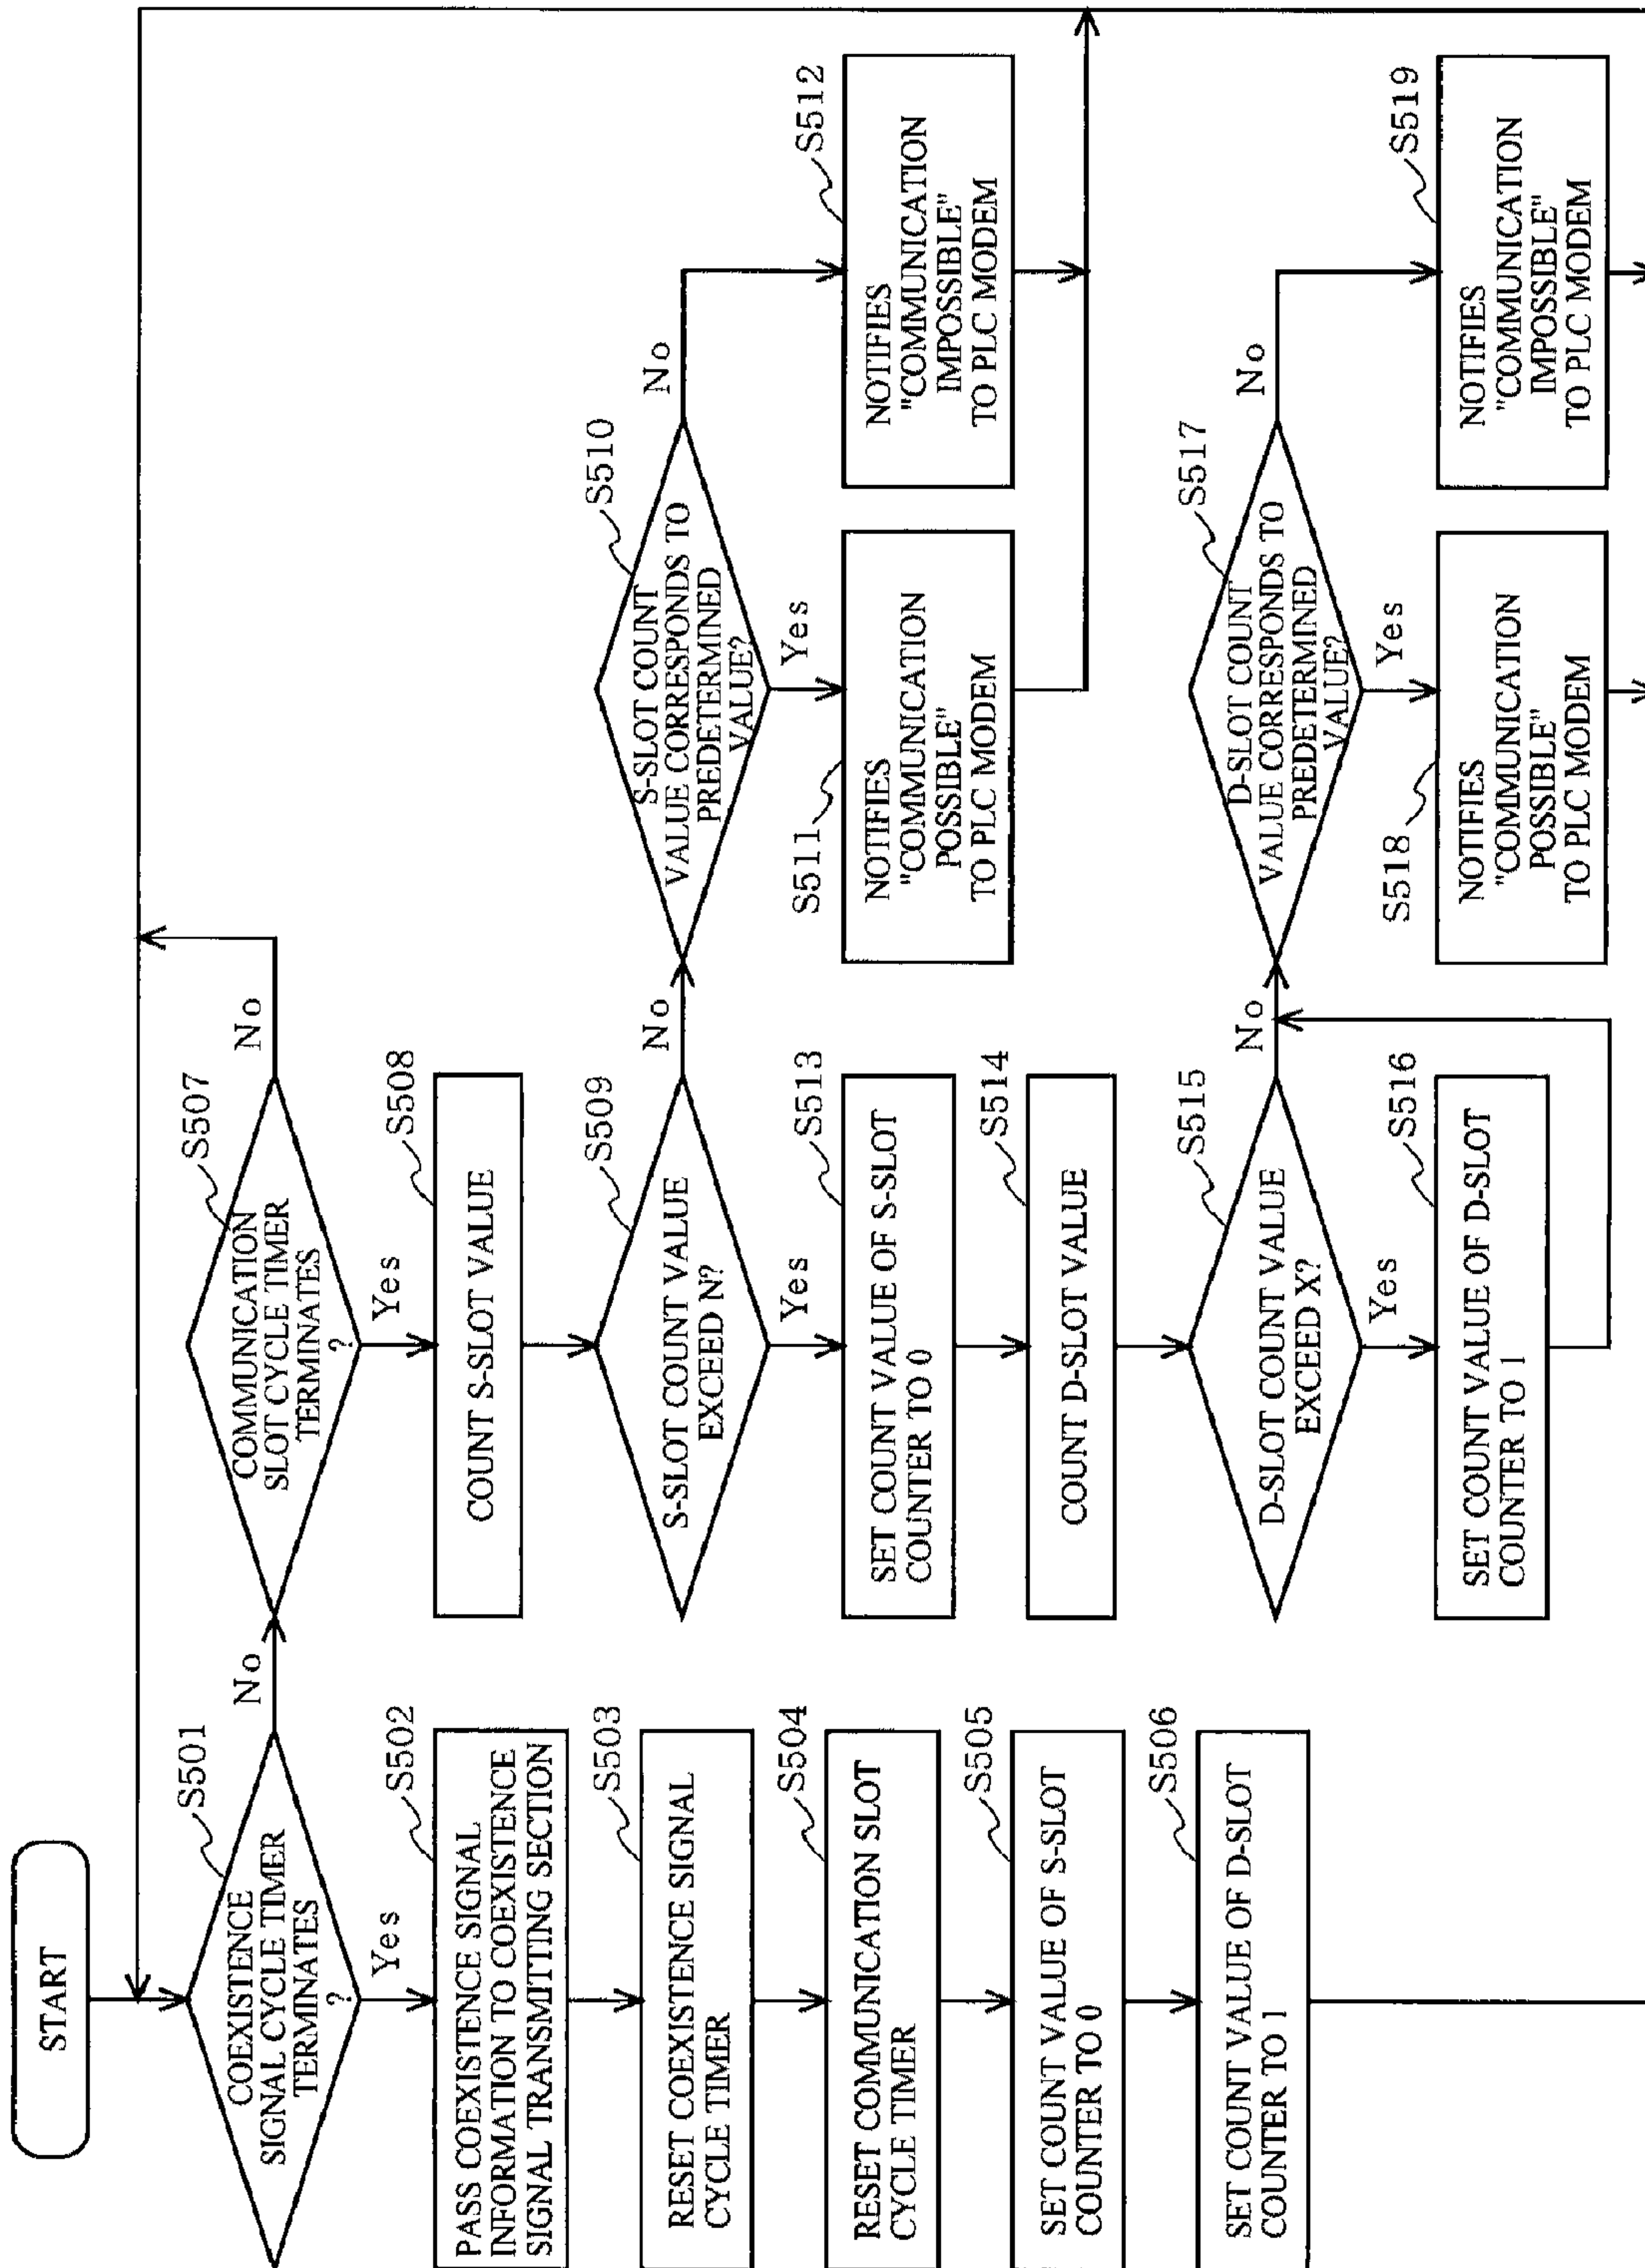 START
COEXISTENCE
SIGNAL CYCLE TIMER
TERMINATES
?
S501
No
Yes
PASS COEXISTENCE SIGNAL
INFORMATION TO COEXISTENCE
SIGNAL TRANSMITTING SECTION
S502
RESET COEXISTENCE SIGNAL
CYCLE TIMER
S503
RESET COMMUNICATION SLOT
CYCLE TIMER
S504
SET COUNT VALUE OF S-SLOT
COUNTER TO 0
S505
SET COUNT VALUE OF D-SLOT
COUNTER TO 1
S506
COMMUNICATION
SLOT CYCLE TIMER
TERMINATES
?
S507
No
Yes
COUNT S-SLOT VALUE
S508
S-SLOT COUNT VALUE
EXCEED N?
S509
No
Yes
S-SLOT COUNT
VALUE CORRESPONDS TO
PREDETERMINED
VALUE?
S510
No
Yes
S511
NOTIFIES
"COMMUNICATION
POSSIBLE"
TO PLC MODEM
S512
NOTIFIES
"COMMUNICATION
IMPOSSIBLE"
TO PLC MODEM
SET COUNT VALUE OF S-SLOT
COUNTER TO 0
S513
COUNT D-SLOT VALUE
S514
D-SLOT COUNT VALUE
EXCEED X?
S515
No
Yes
SET COUNT VALUE OF D-SLOT
COUNTER TO 1
S516
D-SLOT COUNT
VALUE CORRESPONDS TO
PREDETERMINED
VALUE?
S517
No
Yes
S518
NOTIFIES
"COMMUNICATION
POSSIBLE"
TO PLC MODEM
S519
NOTIFIES
"COMMUNICATION
IMPOSSIBLE"
TO PLC MODEM